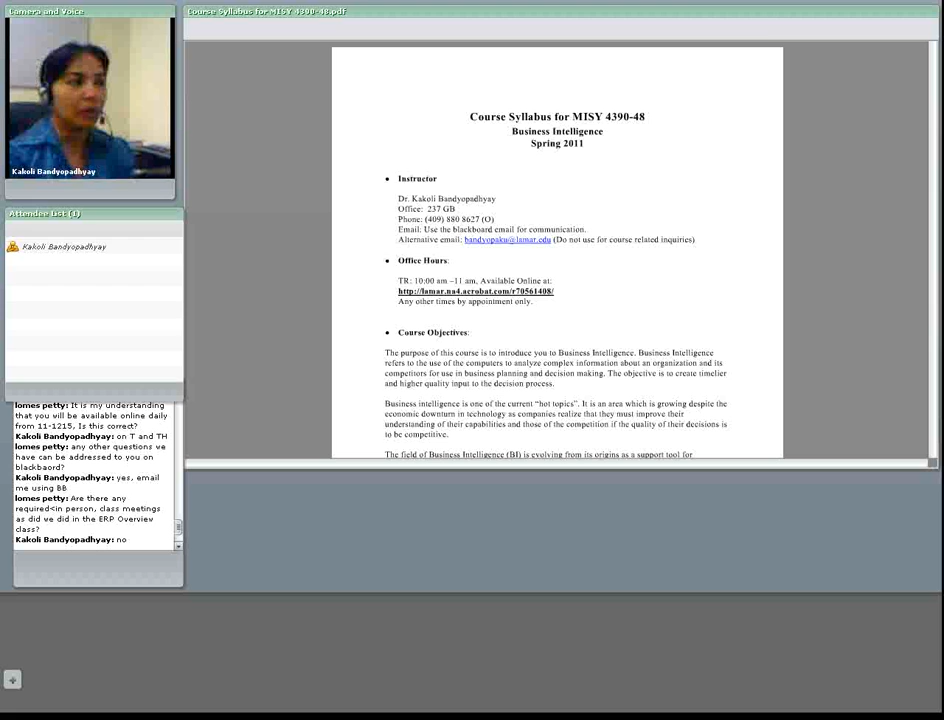 Camera and Voice
Kakoli Bandyopadhyay
Attendee List (1)
Kakoli Bandyopadhyay
lomes petty: It is my understanding
that you will be available online daily
from 11-1215, Is this correct?
Kakoli Bandyopadhyay: on T and TH
lomes petty: any other questions we
have can be addressed to you on
blackbaord?
Kakoli Bandyopadhyay: yes, email
me using BB
lomes petty: Are there any
required<in person, class meetings
as did we did in the ERP Overview
class?
Kakoli Bandyopadhyay: no
Course Syllabus for MISY 4390-48.pdf
Course Syllabus for MISY 4390-48
Business Intelligence
Spring 2011
• Instructor
Dr. Kakoli Bandyopadhyay
Office: 237 GB
Phone: (409) 880 8627 (O)
Email: Use the blackboard email for communication.
Alternative email: bandyopaku@lamar.edu (Do not use for course related inquiries)
• Office Hours:
TR: 10:00 am –11 am, Available Online at:
http://lamar.na4.acrobat.com/r70561408/
Any other times by appointment only.
• Course Objectives:
The purpose of this course is to introduce you to Business Intelligence. Business Intelligence
refers to the use of the computers to analyze complex information about an organization and its
competitors for use in business planning and decision making. The objective is to create timelier
and higher quality input to the decision process.
Business intelligence is one of the current “hot topics”. It is an area which is growing despite the
economic downturn in technology as companies realize that they must improve their
understanding of their capabilities and those of the competition if the quality of their decisions is
to be competitive.
The field of Business Intelligence (BI) is evolving from its origins as a support tool for